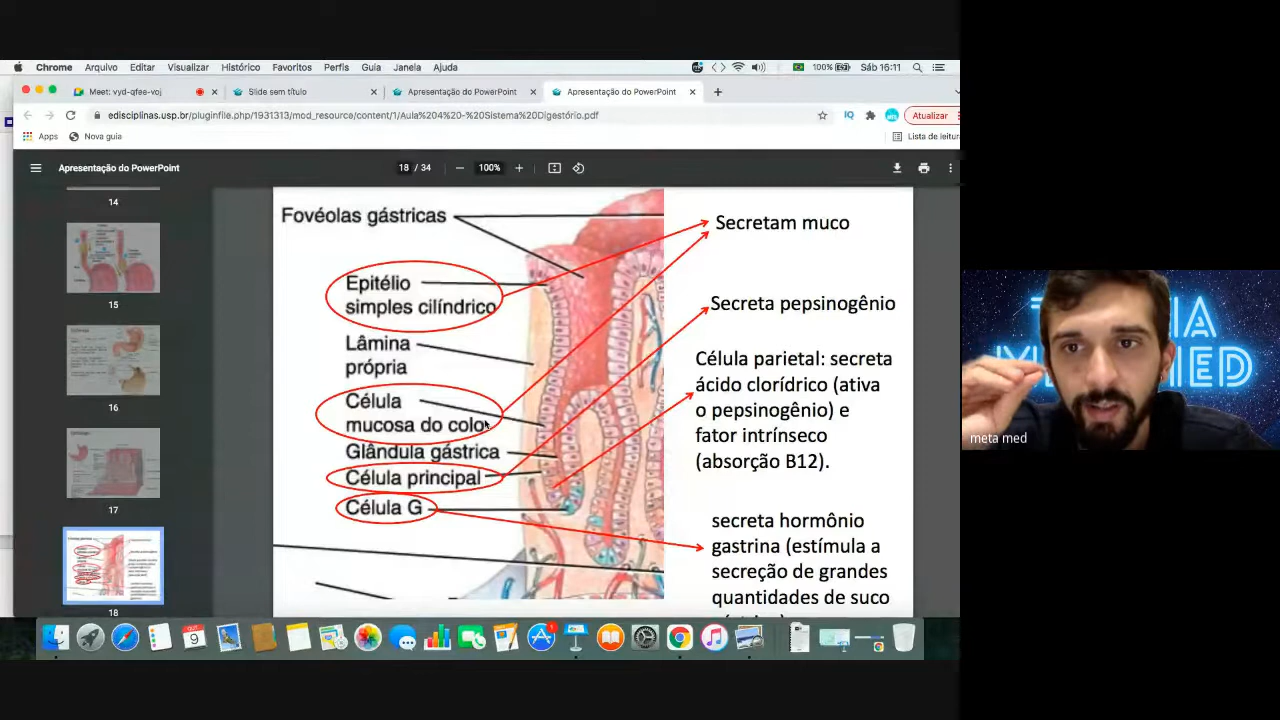 Chrome Arquivo Editar Visualizar Histórico Favoritos Perfis Guia Janela Ajuda
100% Sáb 16:11
Meet: vyd-qfee-voj
Slide sem título
Apresentação do PowerPoint
Apresentação do PowerPoint
edisciplinas.usp.br/pluginfile.php/1931313/mod_resource/content/1/Aula%204%20-%20Sistema%20Digestório.pdf
IQ
Atualizar
Apps
Nova guia
Lista de leitura
Apresentação do PowerPoint
18 / 34
100%
14
15
16
17
18
Fovéolas gástricas
Epitélio
simples cilíndrico
Lâmina
própria
Célula
mucosa do colo
Glândula gástrica
Célula principal
Célula G
Secretam muco
Secreta pepsinogênio
Célula parietal: secreta
ácido clorídrico (ativa
o pepsinogênio) e
fator intrínseco
(absorção B12).
secreta hormônio
gastrina (estímula a
secreção de grandes
quantidades de suco
meta med
OUT
9
1